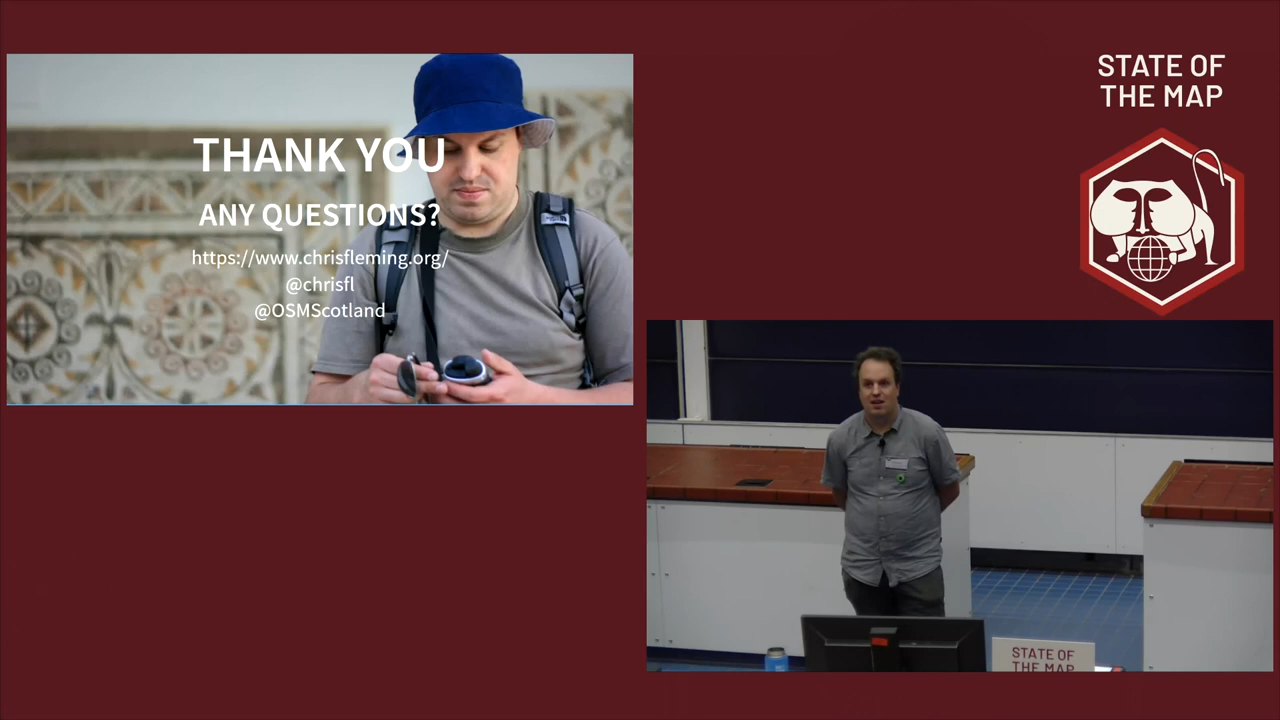 THANK YOU
ANY QUESTIONS?
https://www.chrisfleming.org/
@chrisfl
@OSMScotland
STATE OF
THE MAP
STATE OF
THE MAP